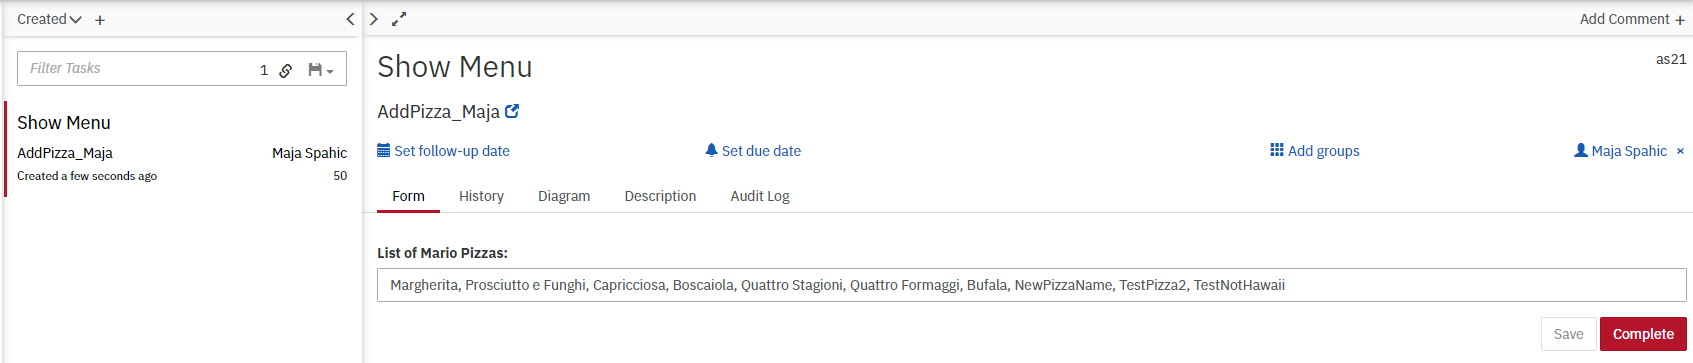 Created +
Add Comment +
Filter Tasks 1
Show Menu
AddPizza_Maja Maja Spahic
Created a few seconds ago 50
Show Menu
as21
AddPizza_Maja
Set follow-up date Set due date Add groups Maja Spahic ×
Form History Diagram Description Audit Log
List of Mario Pizzas:
Margherita, Prosciutto e Funghi, Capricciosa, Boscaiola, Quattro Stagioni, Quattro Formaggi, Bufala, NewPizzaName, TestPizza2, TestNotHawaii
Save Complete